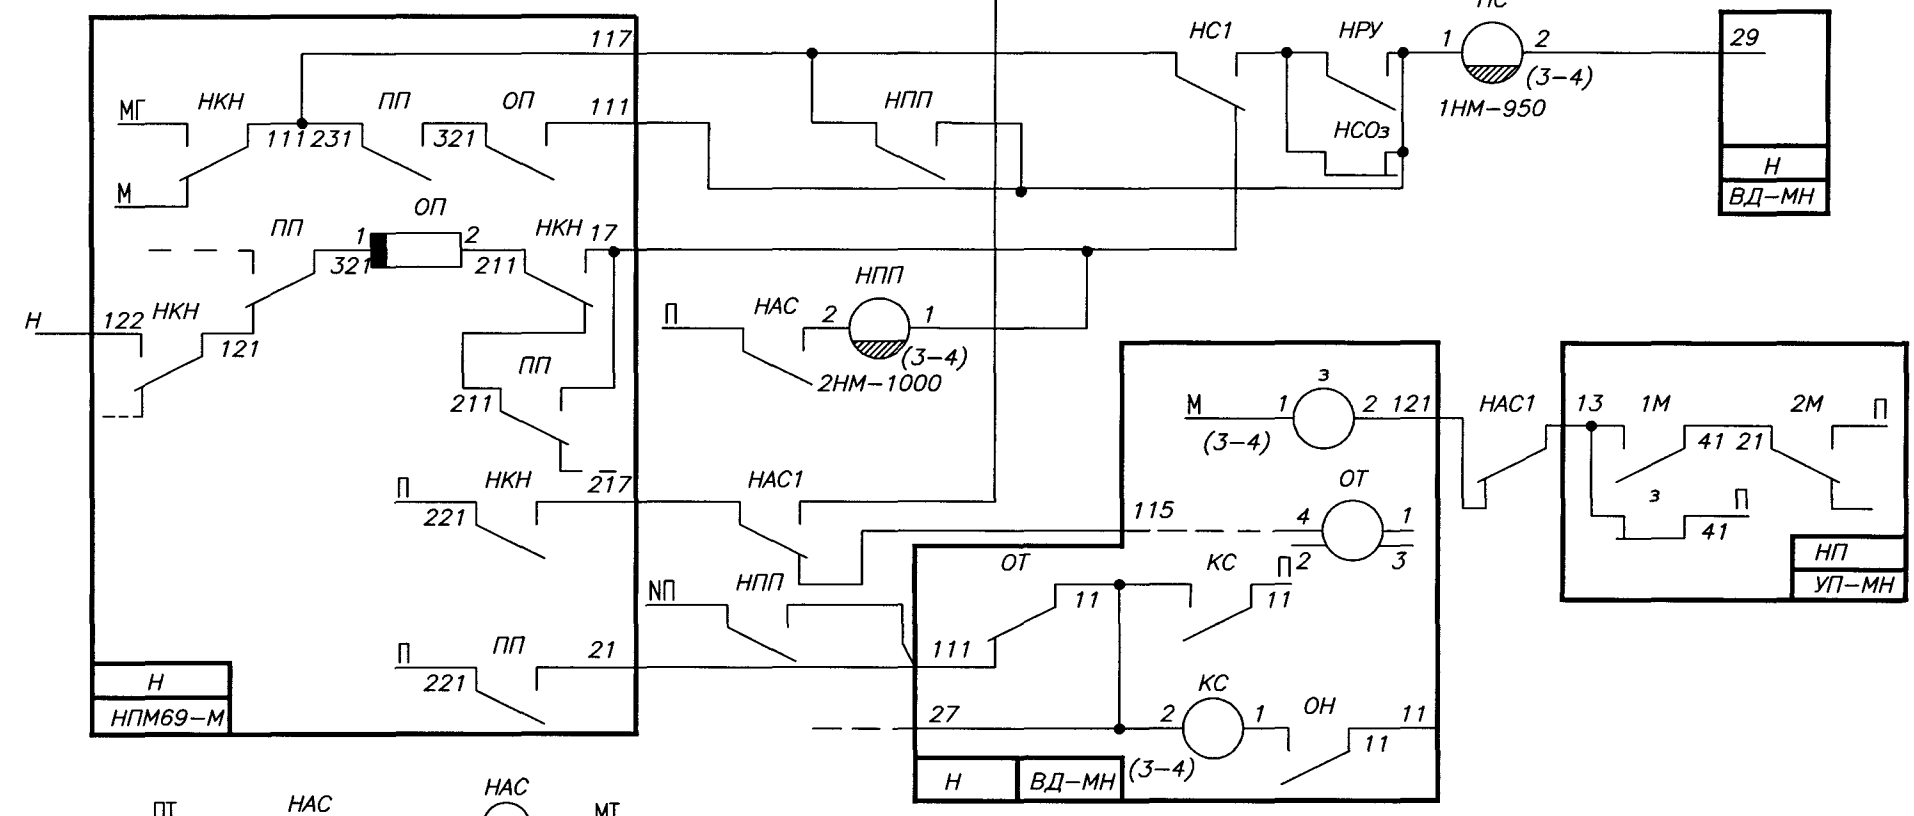 НС
117
НС1
НРУ
1
2
29
(3-4)
МГ
НКН
ПП
ОП
111
НПП
1НМ-950
111
231
321
НСОз
М
Н
ВД-МН
ОП
ПП
1
2
НКН
17
321
211
НПП
Н
122
НКН
П
НАС
2
1
121
(3-4)
ПП
з
2НМ-1000
211
М
1
2
121
НАС1
13
1М
2М
П
(3-4)
41
21
НКН
217
НАС1
ОТ
П
з
П
221
115
4
1
41
2
3
НП
ОТ
КС
П
NП
НПП
УП-МН
11
11
П
ПП
21
111
221
Н
КС
НПМ69-М
27
2
1
ОН
11
11
Н
ВД-МН
(3-4)
НАС
ПТ
НАС
МТ